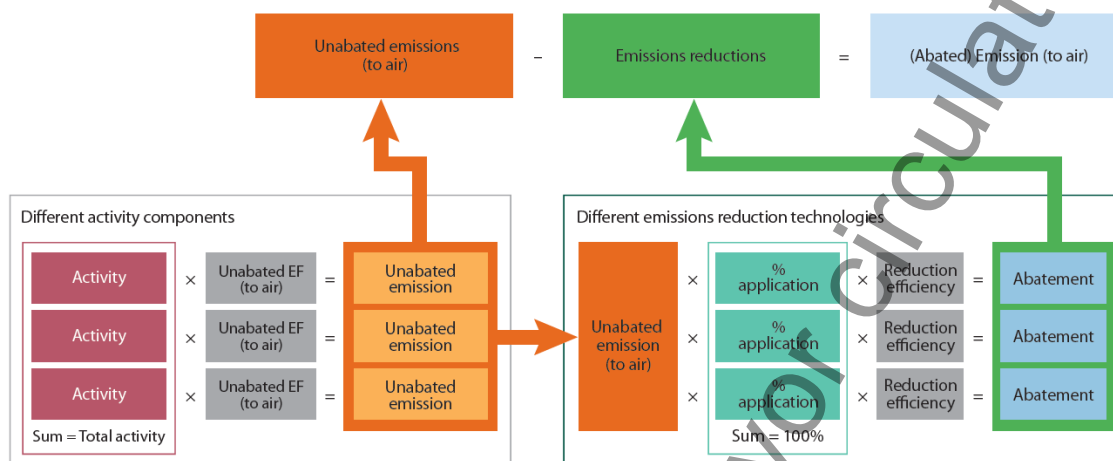 Unabated emissions
(to air)
–
Emissions reductions
=
(Abated) Emission (to air)
Different activity components
Activity
×
Unabated EF
(to air)
=
Unabated
emission
Activity
×
Unabated EF
(to air)
=
Unabated
emission
Activity
×
Unabated EF
(to air)
=
Unabated
emission
Sum = Total activity
Different emissions reduction technologies
Unabated
emission
(to air)
×
%
application
×
Reduction
efficiency
=
Abatement
×
%
application
×
Reduction
efficiency
=
Abatement
×
%
application
×
Reduction
efficiency
=
Abatement
Sum = 100%